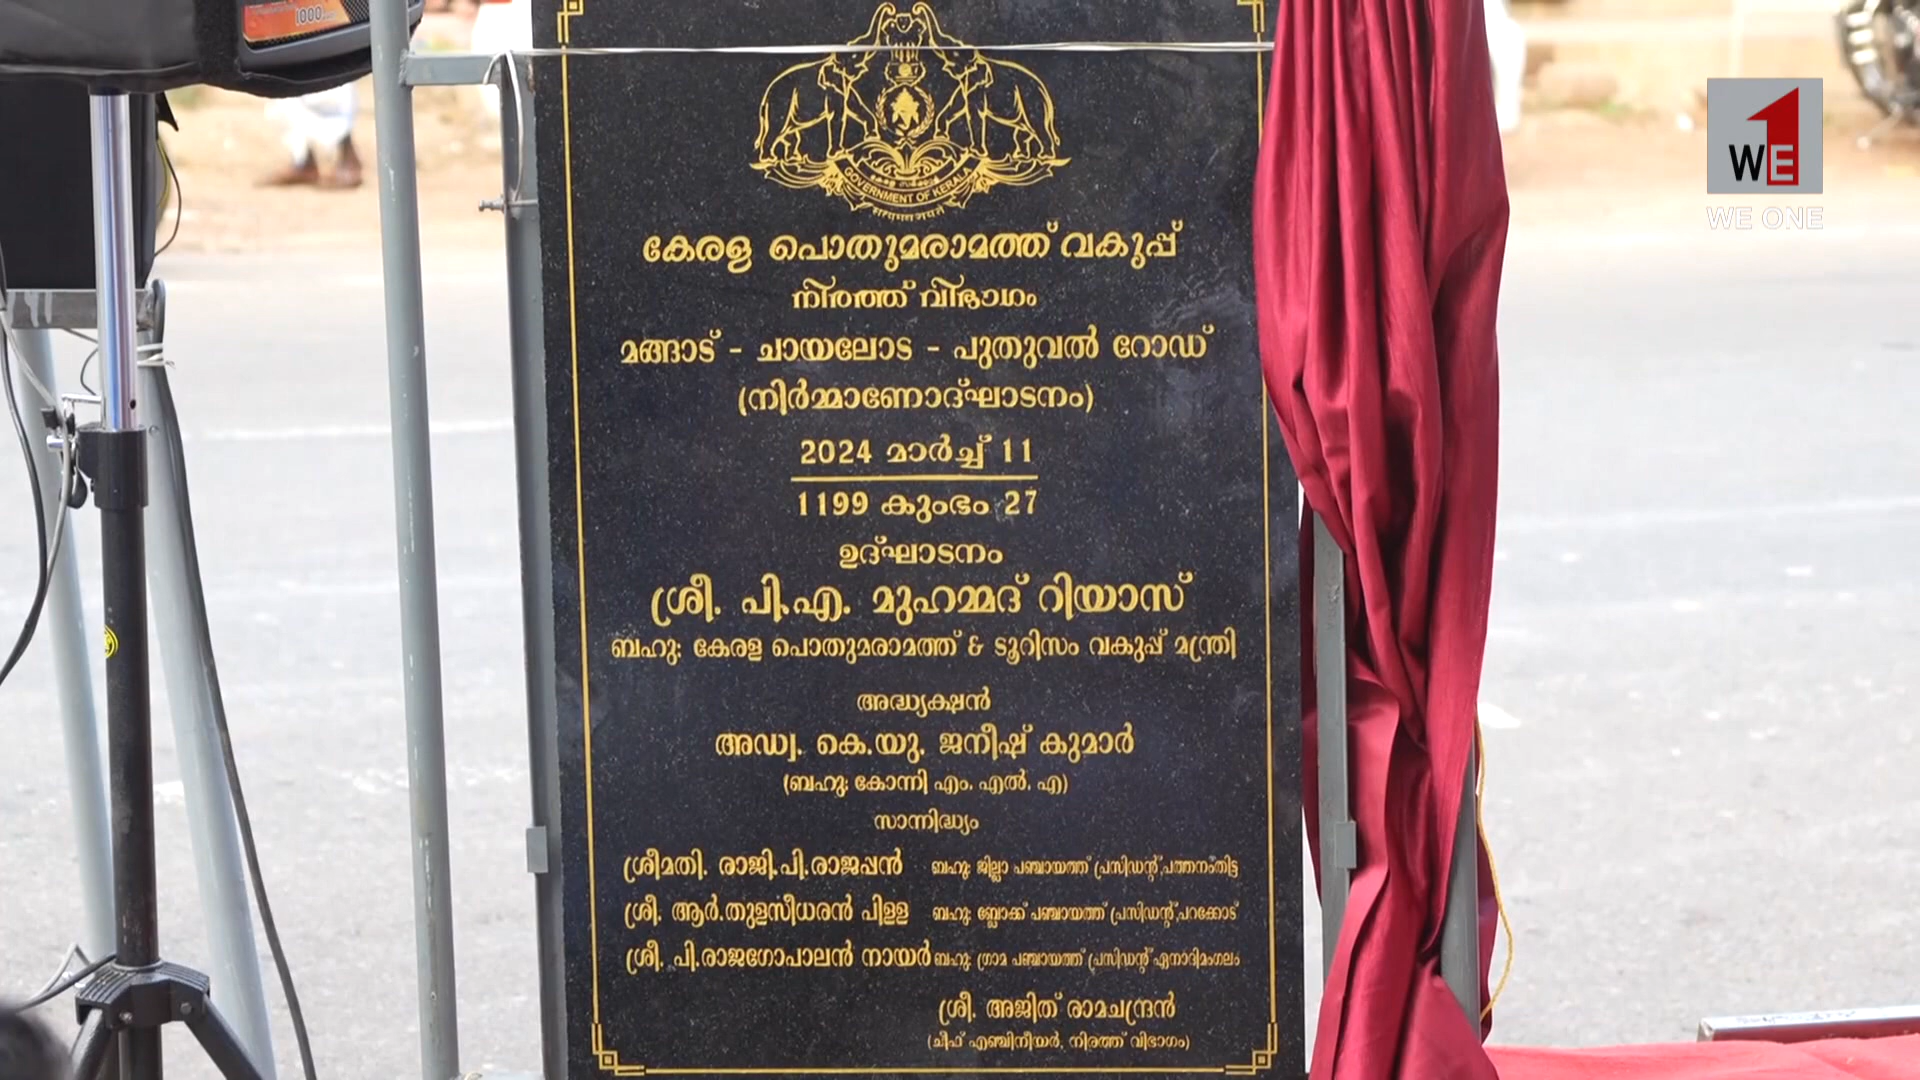 1000
WE
WE ONE
കേരള സർക്കാർ
GOVERNMENT OF KERALA
കേരള പൊതുമരാമത്ത് വകുപ്പ്
നിരത്ത് വിഭാഗം
മങ്ങാട് - ചായലോട - പുതുവൽ റോഡ്
(നിർമ്മാണോദ്ഘാടനം)
2024 മാർച്ച് 11
1199 കുംഭം 27
ഉദ്ഘാടനം
ശ്രീ. പി.എ. മുഹമ്മദ് റിയാസ്
ബഹു: കേരള പൊതുമരാമത്ത് & ടൂറിസം വകുപ്പ് മന്ത്രി
അദ്ധ്യക്ഷൻ
അഡ്വ. കെ.യു. ജനീഷ് കുമാർ
(ബഹു: കോന്നി എം. എൽ. എ)
സാന്നിദ്ധ്യം
ശ്രീമതി. രാജി.പി.രാജപ്പൻ ബഹു: ജില്ലാ പഞ്ചായത്ത് പ്രസിഡന്റ്,പത്തനംതിട്ട
ശ്രീ. ആർ.തുളസീധരൻ പിള്ള ബഹു: ബ്ലോക്ക് പഞ്ചായത്ത് പ്രസിഡന്റ്,പറക്കോട്
ശ്രീ. പി.രാജഗോപാലൻ നായർ ബഹു: ഗ്രാമ പഞ്ചായത്ത് പ്രസിഡന്റ് ഏനാദിമംഗലം
ശ്രീ. അജിത് രാമചന്ദ്രൻ
(ചീഫ് എഞ്ചിനീയർ, നിരത്ത് വിഭാഗം)